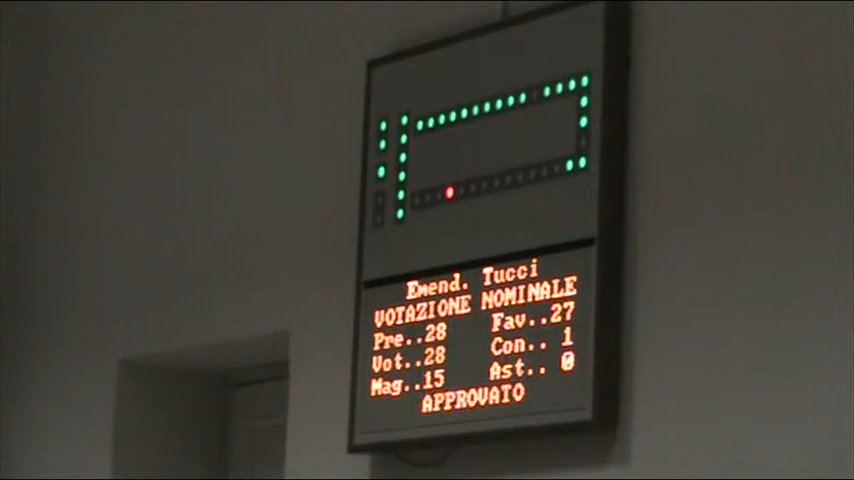 Emend. Tucci
VOTAZIONE NOMINALE
Pre..28 Fav..27
Vot..28 Con.. 1
Mag..15 Ast.. 0
APPROVATO